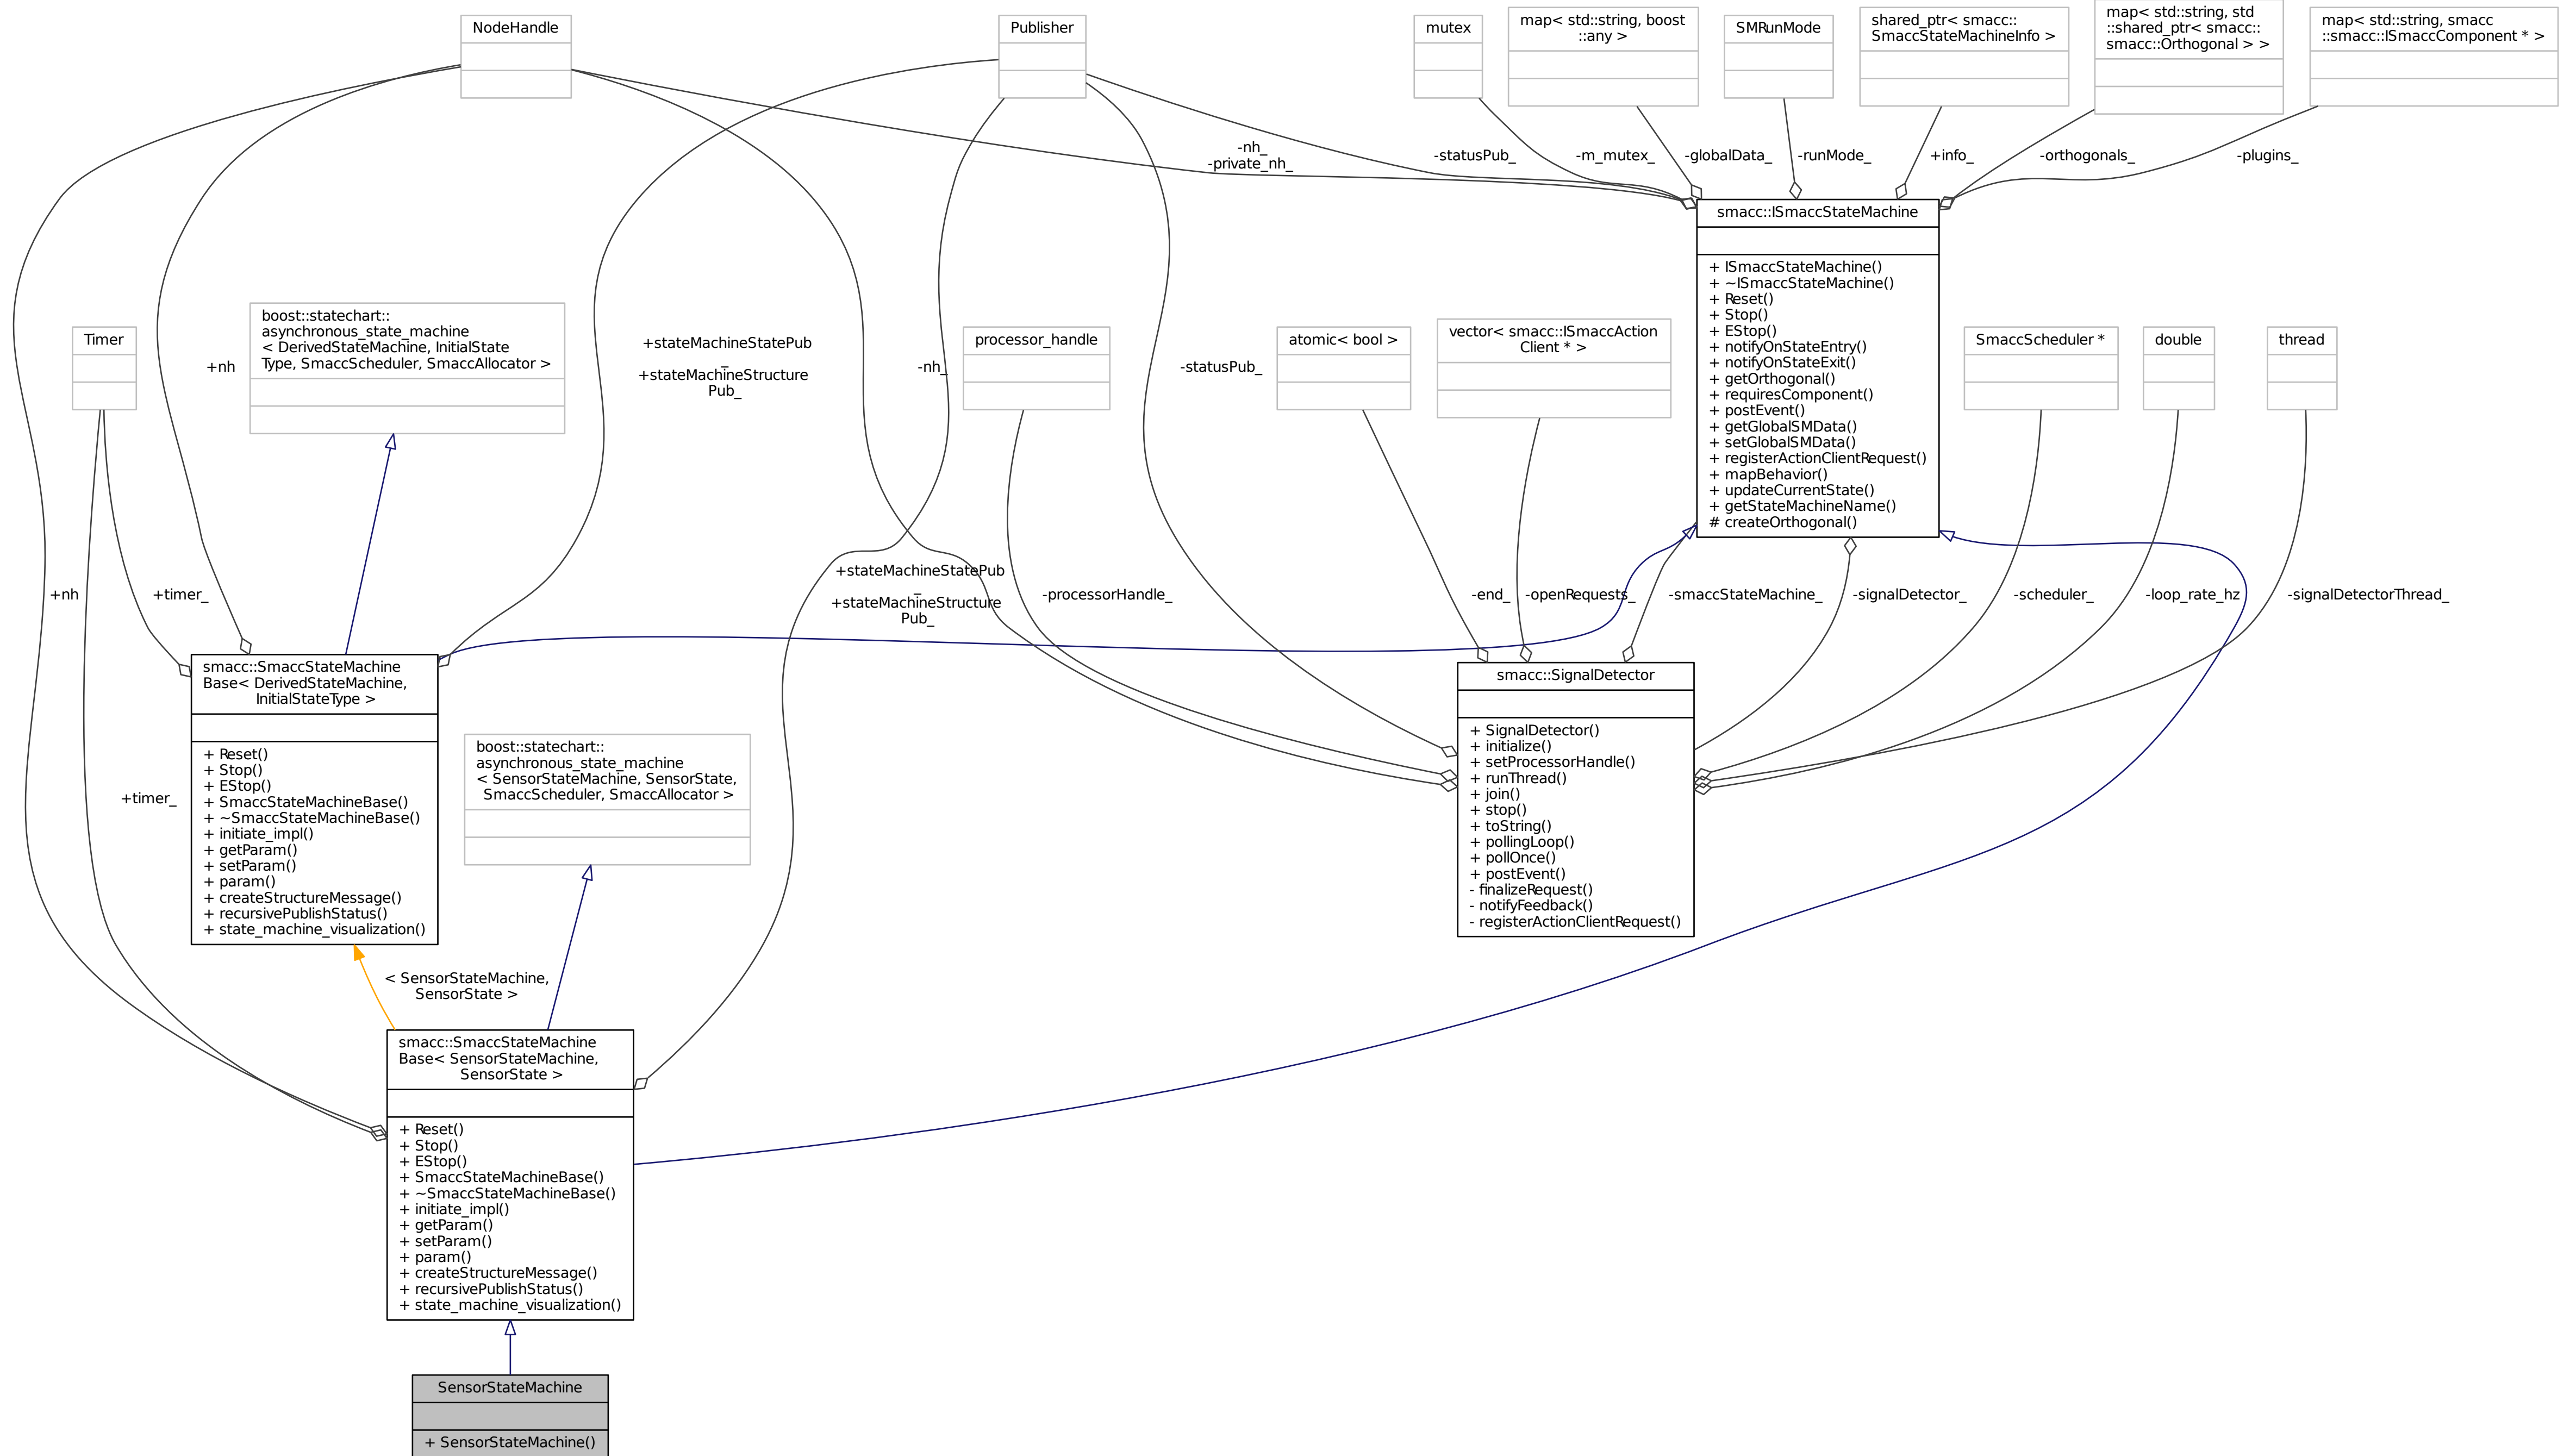 NodeHandle
Publisher
mutex
map< std::string, boost
::any >
SMRunMode
shared_ptr< smacc::
SmaccStateMachineInfo >
map< std::string, std
::shared_ptr< smacc::
smacc::Orthogonal > >
map< std::string, smacc
::smacc::ISmaccComponent * >
-nh_
-private_nh_
-statusPub_
-m_mutex_
-globalData_
-runMode_
+info_
-orthogonals_
-plugins_
smacc::ISmaccStateMachine
+ ISmaccStateMachine()
+ ~ISmaccStateMachine()
+ Reset()
+ Stop()
+ EStop()
+ notifyOnStateEntry()
+ notifyOnStateExit()
+ getOrthogonal()
+ requiresComponent()
+ postEvent()
+ getGlobalSMData()
+ setGlobalSMData()
+ registerActionClientRequest()
+ mapBehavior()
+ updateCurrentState()
+ getStateMachineName()
# createOrthogonal()
Timer
+nh
boost::statechart::
asynchronous_state_machine
< DerivedStateMachine, InitialState
Type, SmaccScheduler, SmaccAllocator >
+stateMachineStatePub
_
+stateMachineStructure
Pub_
-nh_
processor_handle
-statusPub_
atomic< bool >
vector< smacc::ISmaccAction
Client * >
SmaccScheduler *
double
thread
+nh
+timer_
+stateMachineStatePub
_
+stateMachineStructure
Pub_
-processorHandle_
-end_
-openRequests_
-smaccStateMachine_
-signalDetector_
-scheduler_
-loop_rate_hz
-signalDetectorThread_
smacc::SmaccStateMachine
Base< DerivedStateMachine,
InitialStateType >
+ Reset()
+ Stop()
+ EStop()
+ SmaccStateMachineBase()
+ ~SmaccStateMachineBase()
+ initiate_impl()
+ getParam()
+ setParam()
+ param()
+ createStructureMessage()
+ recursivePublishStatus()
+ state_machine_visualization()
smacc::SignalDetector
+ SignalDetector()
+ initialize()
+ setProcessorHandle()
+ runThread()
+ join()
+ stop()
+ toString()
+ pollingLoop()
+ pollOnce()
+ postEvent()
- finalizeRequest()
- notifyFeedback()
- registerActionClientRequest()
+timer_
boost::statechart::
asynchronous_state_machine
< SensorStateMachine, SensorState,
SmaccScheduler, SmaccAllocator >
< SensorStateMachine,
SensorState >
smacc::SmaccStateMachine
Base< SensorStateMachine,
SensorState >
+ Reset()
+ Stop()
+ EStop()
+ SmaccStateMachineBase()
+ ~SmaccStateMachineBase()
+ initiate_impl()
+ getParam()
+ setParam()
+ param()
+ createStructureMessage()
+ recursivePublishStatus()
+ state_machine_visualization()
SensorStateMachine
+ SensorStateMachine()